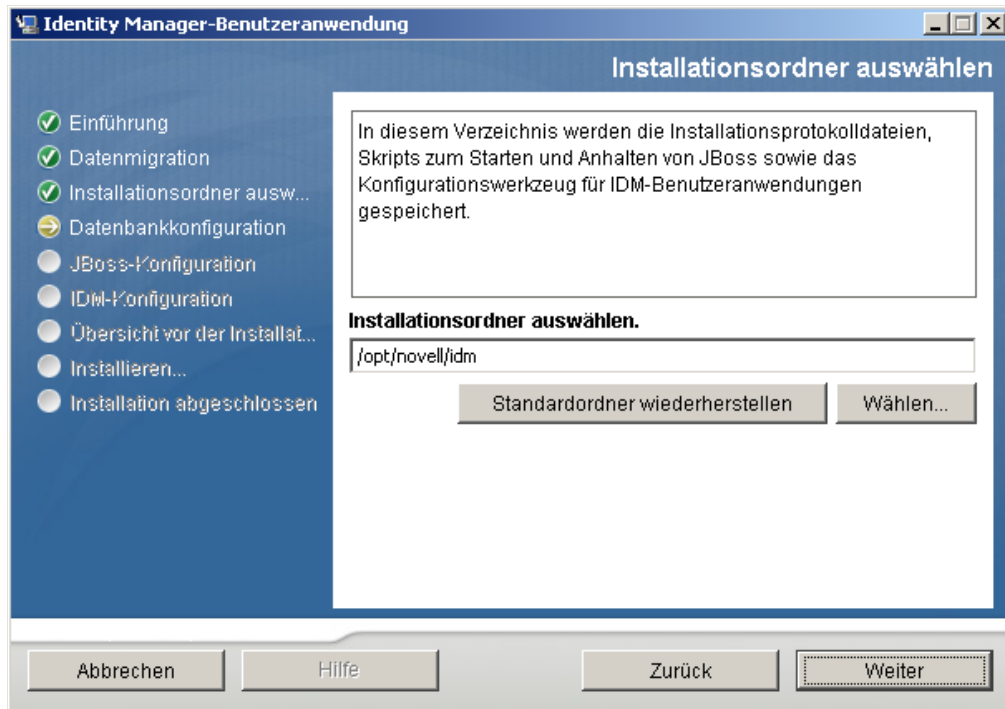 Identity Manager-Benutzeranwendung
Installationsordner auswählen
Einführung
Datenmigration
Installationsordner ausw...
Datenbankkonfiguration
JBoss-Konfiguration
IDM-Konfiguration
Übersicht vor der Installat...
Installieren...
Installation abgeschlossen
In diesem Verzeichnis werden die Installationsprotokolldateien,
Skripts zum Starten und Anhalten von JBoss sowie das
Konfigurationswerkzeug für IDM-Benutzeranwendungen
gespeichert.
Installationsordner auswählen.
/opt/novell/idm
Standardordner wiederherstellen
Wählen...
Abbrechen
Hilfe
Zurück
Weiter